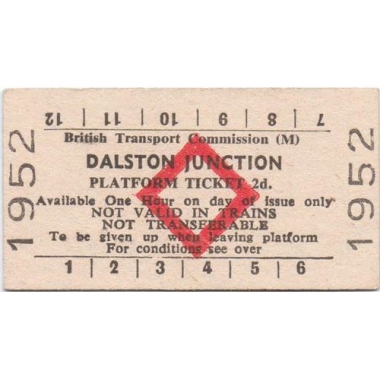 12 | 11 | 10 | 9 | 8 | 7
British Transport Commission (M)
DALSTON JUNCTION
PLATFORM TICKET 2d.
Available One Hour on day of issue only
NOT VALID IN TRAINS
NOT TRANSFERABLE
To be given up when leaving platform
For conditions see over
1 | 2 | 3 | 4 | 5 | 6
1952
1952